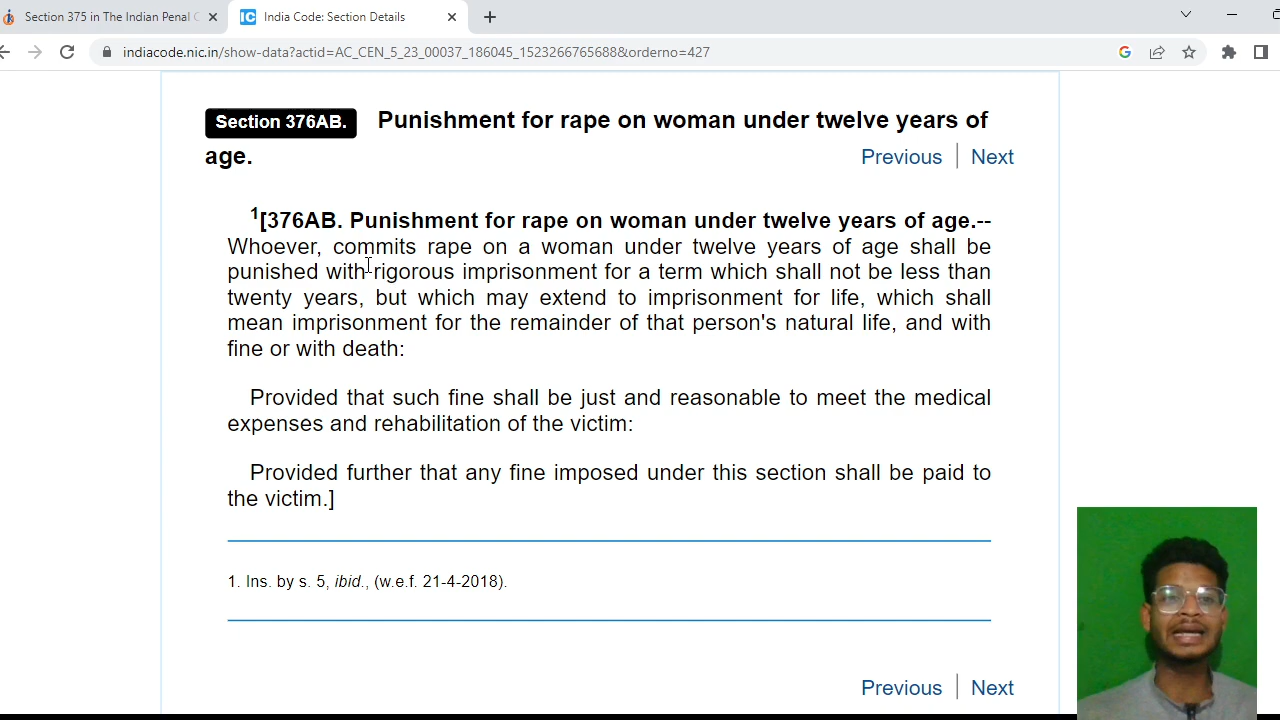 Section 375 in The Indian Penal C
India Code: Section Details
indiacode.nic.in/show-data?actid=AC_CEN_5_23_00037_186045_1523266765688&orderno=427
Section 376AB. Punishment for rape on woman under twelve years of
age.
Previous | Next
1[376AB. Punishment for rape on woman under twelve years of age.--
Whoever, commits rape on a woman under twelve years of age shall be
punished with rigorous imprisonment for a term which shall not be less than
twenty years, but which may extend to imprisonment for life, which shall
mean imprisonment for the remainder of that person's natural life, and with
fine or with death:
Provided that such fine shall be just and reasonable to meet the medical
expenses and rehabilitation of the victim:
Provided further that any fine imposed under this section shall be paid to
the victim.]
1. Ins. by s. 5, ibid., (w.e.f. 21-4-2018).
Previous | Next